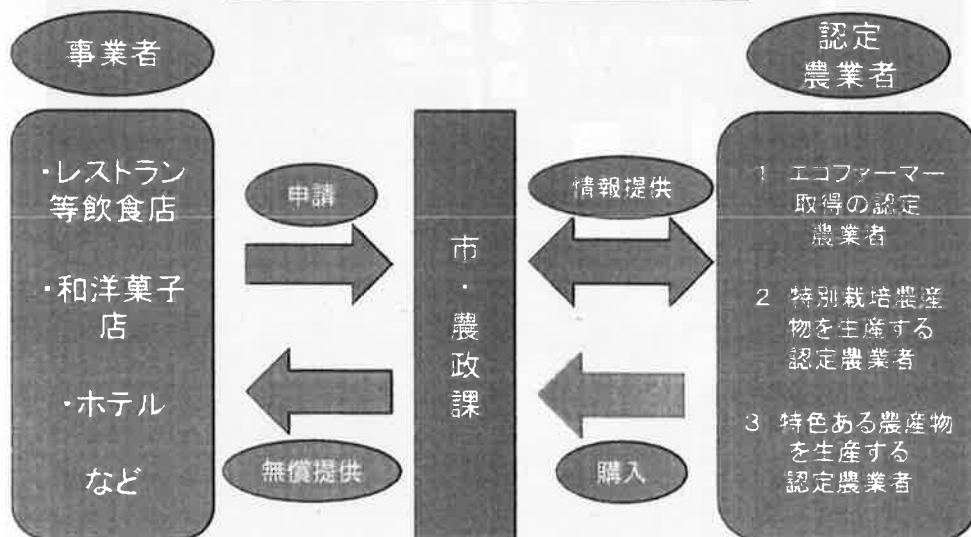 事業者
・レストラン
等飲食店
・和洋菓子
店
・ホテル
など
申請
無償提供
市・農政課
情報提供
購入
認定
農業者
1 エコファーマー
取得の認定
農業者
2 特別栽培農産
物を生産する
認定農業者
3 特色ある農産物
を生産する
認定農業者